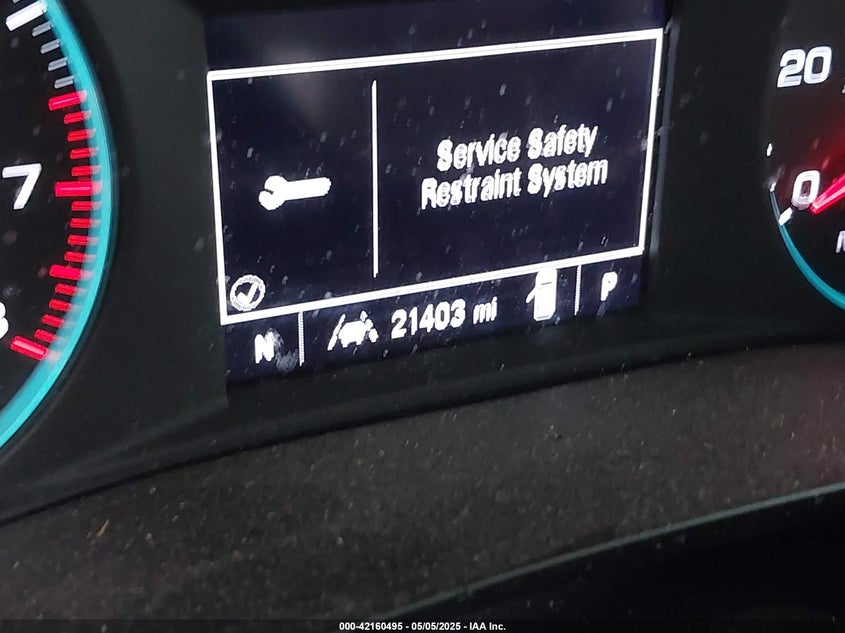 7
20
0
Service Safety
Restraint System
N
21403 mi
P
000-42160495 - 05/05/2025 - IAA Inc.